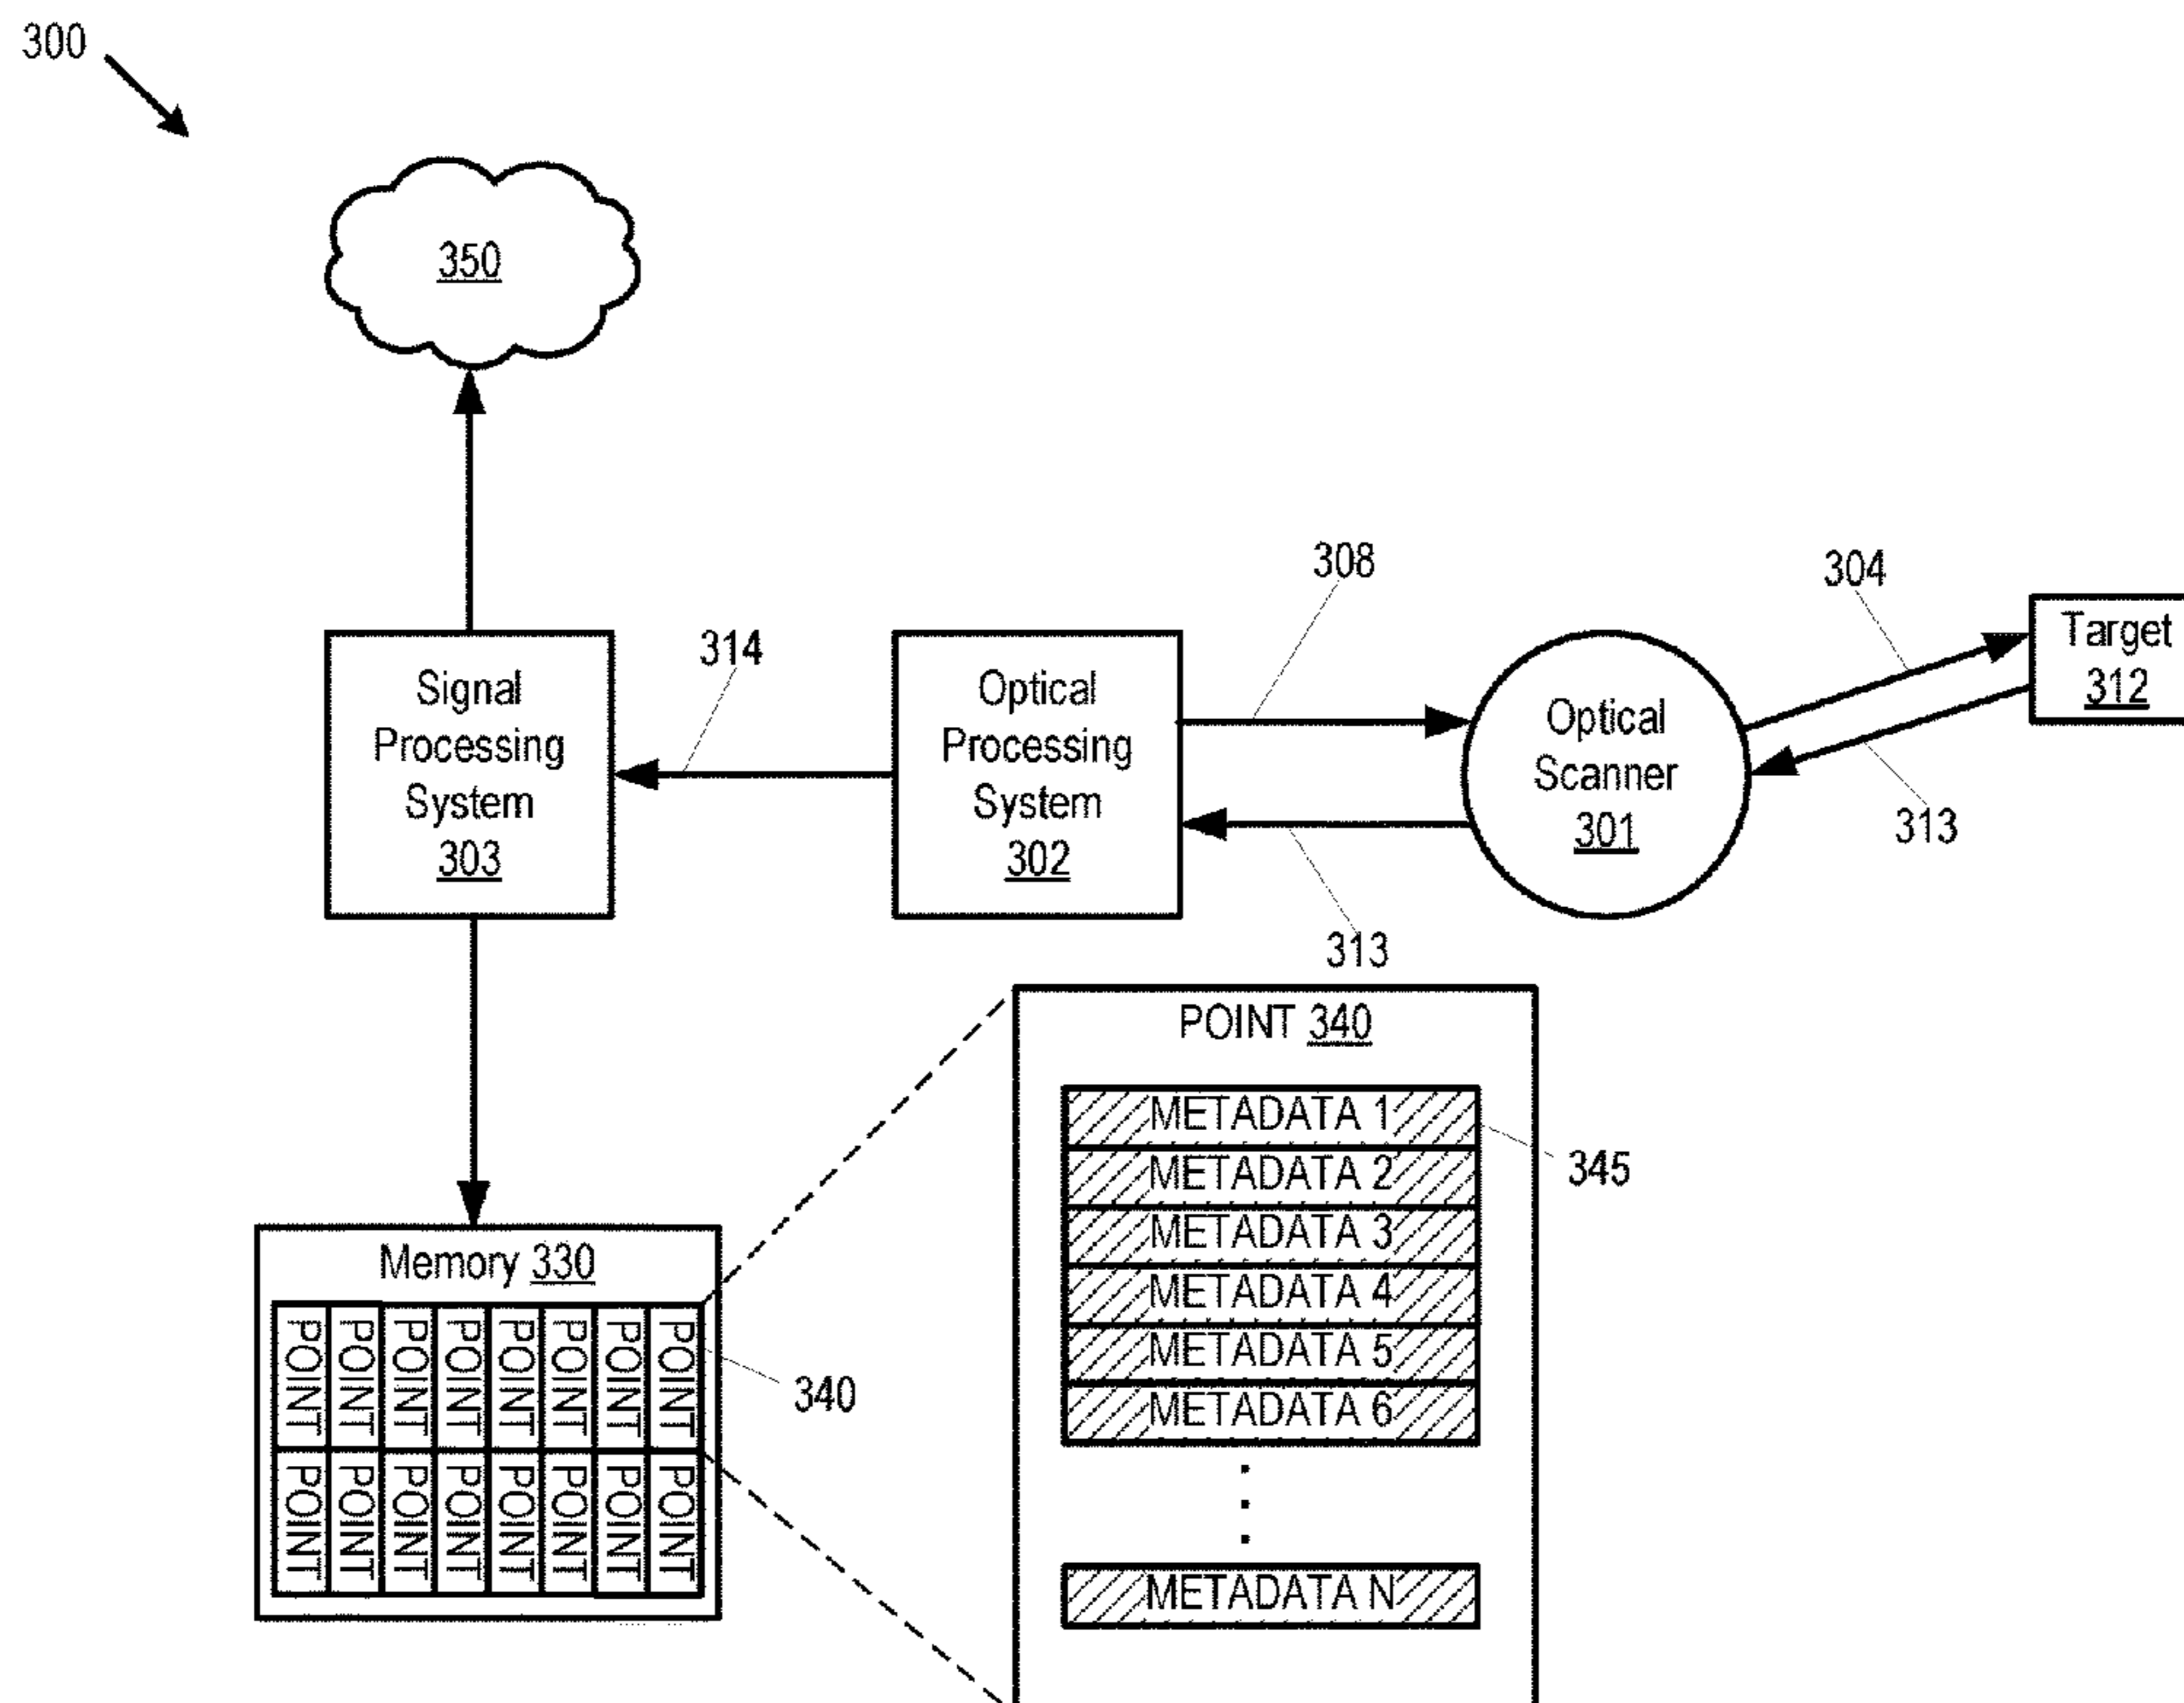 300
350
308
304
314
Target
312
Signal
Processing
System
303
Optical
Processing
System
302
Optical
Scanner
301
313
313
POINT 340
METADATA 1
METADATA 2
METADATA 3
METADATA 4
METADATA 5
METADATA 6
METADATA N
345
Memory 330
POINT POINT POINT POINT POINT POINT POINT POINT
POINT POINT POINT POINT POINT POINT POINT POINT
340